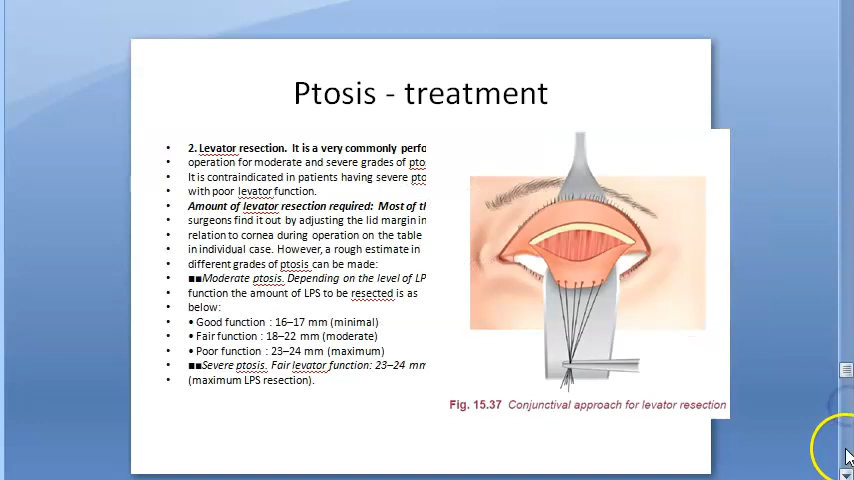 Ptosis - treatment
• 2. Levator resection. It is a very commonly perfo
• operation for moderate and severe grades of pto
• It is contraindicated in patients having severe pto
• with poor levator function.
• Amount of levator resection required: Most of th
• surgeons find it out by adjusting the lid margin in
• relation to cornea during operation on the table
• in individual case. However, a rough estimate in
• different grades of ptosis can be made:
• ■■Moderate ptosis. Depending on the level of LP
• function the amount of LPS to be resected is as
• below:
• • Good function : 16–17 mm (minimal)
• • Fair function : 18–22 mm (moderate)
• • Poor function : 23–24 mm (maximum)
• ■■Severe ptosis. Fair levator function: 23–24 mm
• (maximum LPS resection).
Fig. 15.37 Conjunctival approach for levator resection